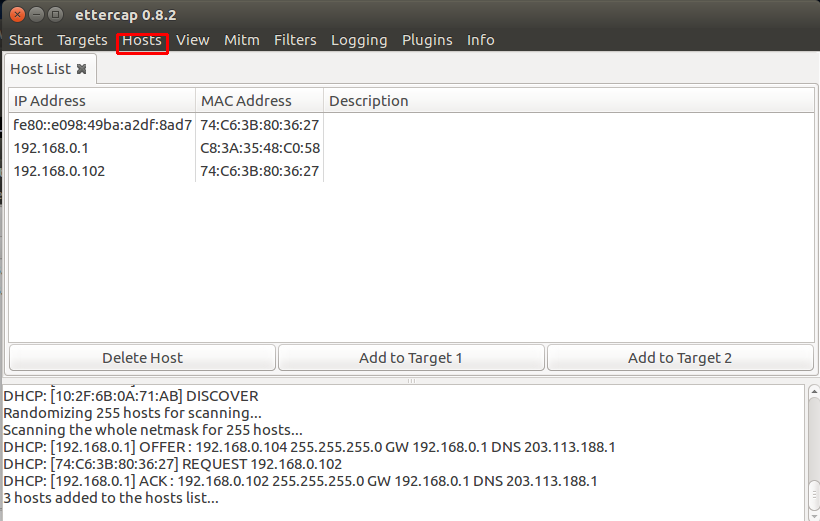 ettercap 0.8.2
Start Targets Hosts View Mitm Filters Logging Plugins Info
Host List
IP Address MAC Address Description
fe80::e098:49ba:a2df:8ad7 74:C6:3B:80:36:27
192.168.0.1 C8:3A:35:48:C0:58
192.168.0.102 74:C6:3B:80:36:27
Delete Host Add to Target 1 Add to Target 2
DHCP: [10:2F:6B:0A:71:AB] DISCOVER
Randomizing 255 hosts for scanning...
Scanning the whole netmask for 255 hosts...
DHCP: [192.168.0.1] OFFER : 192.168.0.104 255.255.255.0 GW 192.168.0.1 DNS 203.113.188.1
DHCP: [74:C6:3B:80:36:27] REQUEST 192.168.0.102
DHCP: [192.168.0.1] ACK : 192.168.0.102 255.255.255.0 GW 192.168.0.1 DNS 203.113.188.1
3 hosts added to the hosts list...